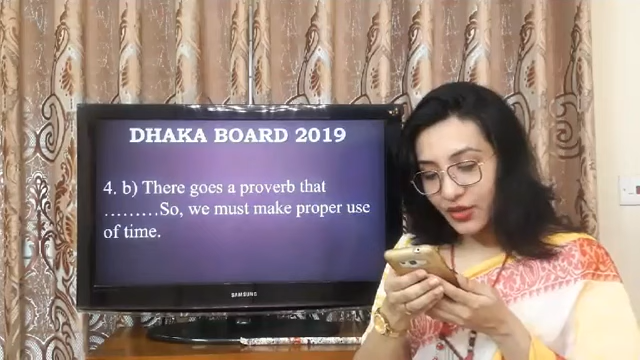 DHAKA BOARD 2019
4. b) There goes a proverb that
.........So, we must make proper use
of time.
SAMSUNG